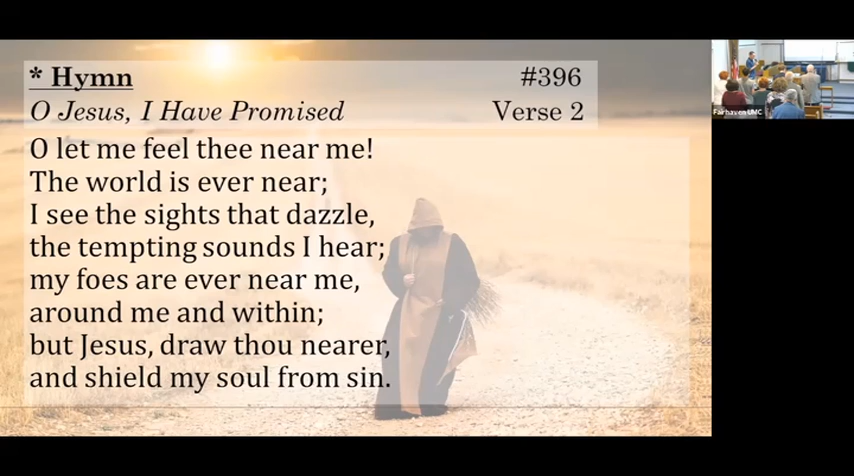 * Hymn #396
O Jesus, I Have Promised Verse 2
O let me feel thee near me!
The world is ever near;
I see the sights that dazzle,
the tempting sounds I hear;
my foes are ever near me,
around me and within;
but Jesus, draw thou nearer,
and shield my soul from sin.
Fairhaven UMC